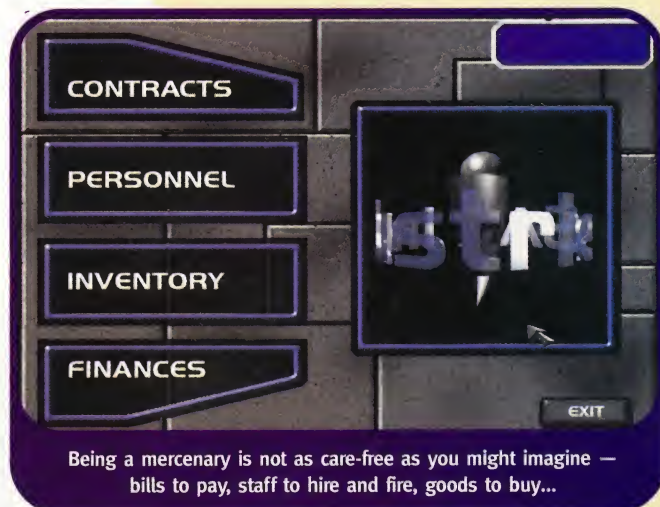 CONTRACTS
PERSONNEL
INVENTORY
FINANCES
EXIT
Being a mercenary is not as care-free as you might imagine —
bills to pay, staff to hire and fire, goods to buy...